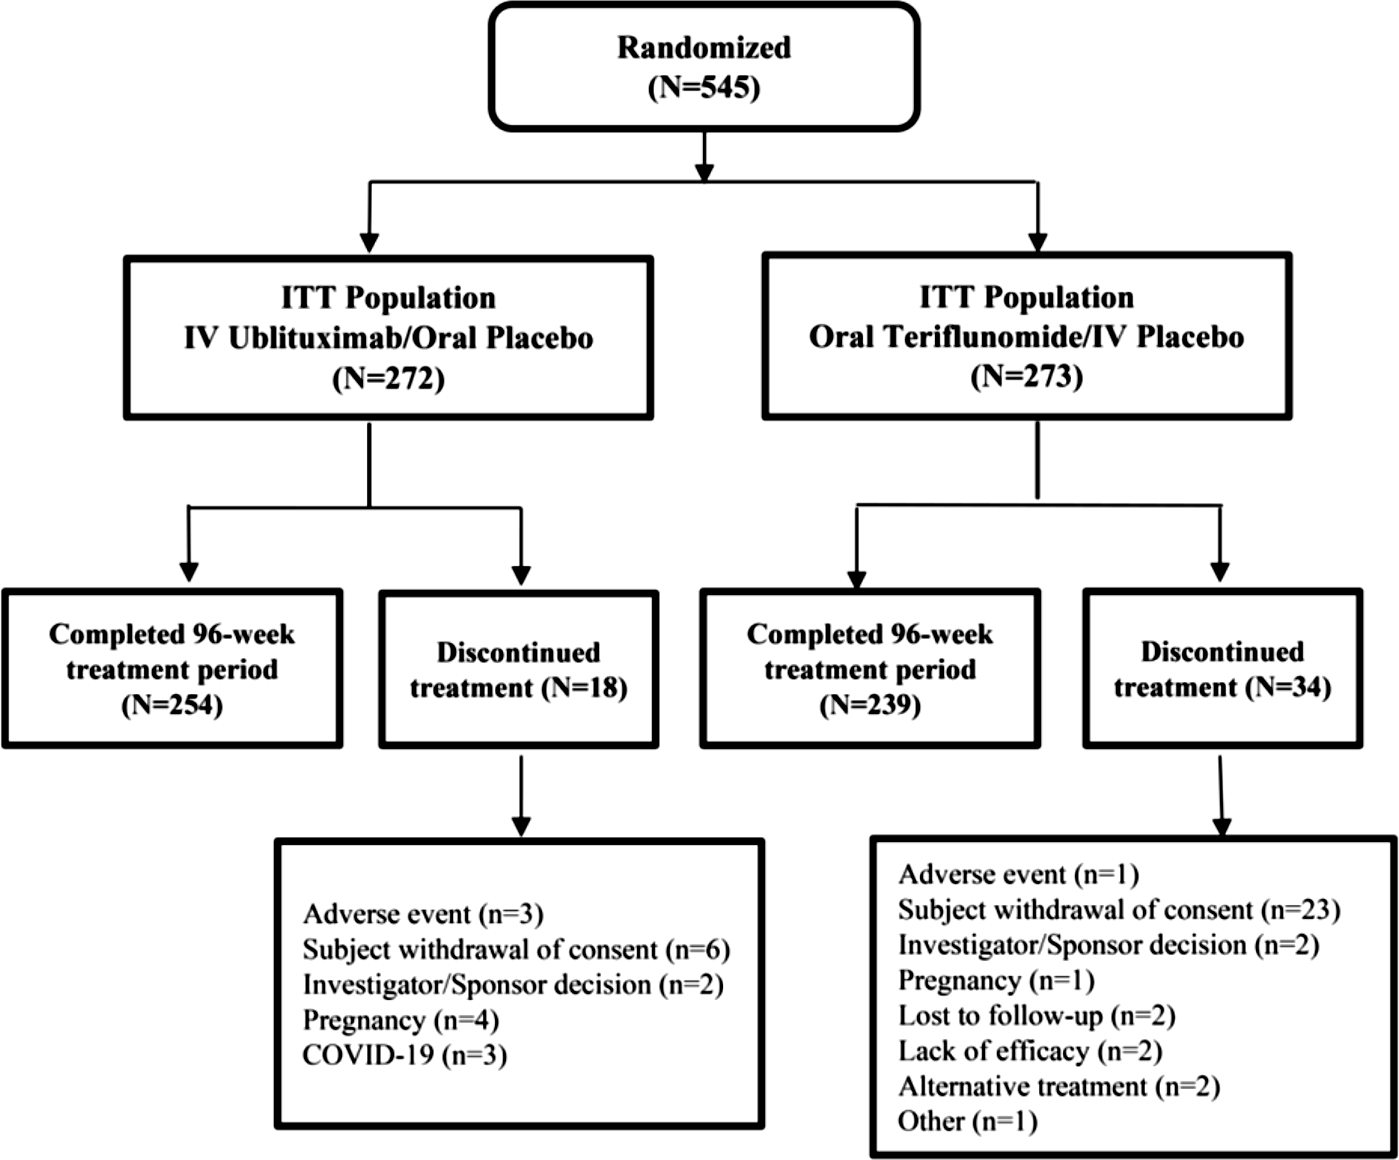 Randomized
(N=545)
ITT Population
IV Ublituximab/Oral Placebo
(N=272)
ITT Population
Oral Teriflunomide/IV Placebo
(N=273)
Completed 96-week
treatment period
(N=254)
Discontinued
treatment (N=18)
Completed 96-week
treatment period
(N=239)
Discontinued
treatment (N=34)
Adverse event (n=3)
Subject withdrawal of consent (n=6)
Investigator/Sponsor decision (n=2)
Pregnancy (n=4)
COVID-19 (n=3)
Adverse event (n=1)
Subject withdrawal of consent (n=23)
Investigator/Sponsor decision (n=2)
Pregnancy (n=1)
Lost to follow-up (n=2)
Lack of efficacy (n=2)
Alternative treatment (n=2)
Other (n=1)